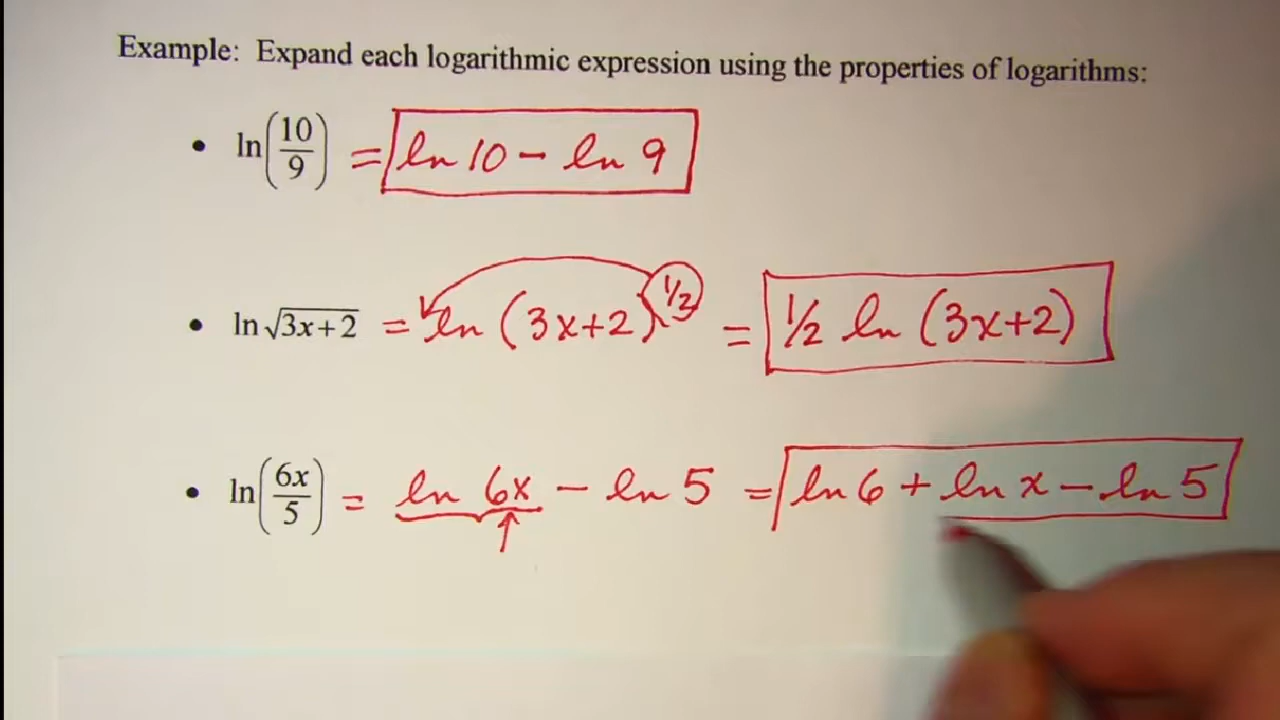 Example: Expand each logarithmic expression using the properties of logarithms:
• ln(10/9) = ln 10 − ln 9
• ln√(3x+2) = ln (3x+2)^(1/2) = 1/2 ln (3x+2)
• ln(6x/5) = ln 6x − ln 5 = ln 6 + ln x − ln 5